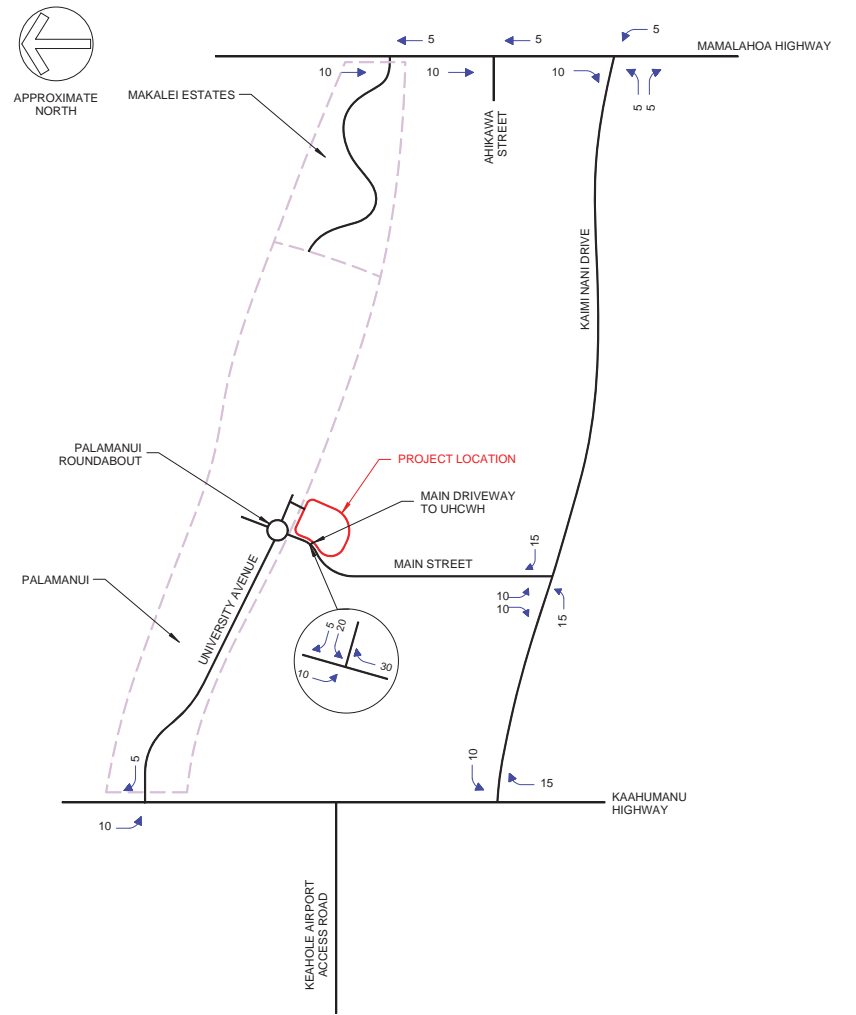 5
5
5
MAMALAHOA HIGHWAY
10
10
10
APPROXIMATE
NORTH
MAKALEI ESTATES
5
5
AHIKAWA
STREET
KAIMI NANI DRIVE
PALAMANUI
ROUNDABOUT
PROJECT LOCATION
MAIN DRIVEWAY
TO UHCWH
MAIN STREET
15
PALAMANUI
UNIVERSITY AVENUE
10
10
15
5
20
10
30
5
10
15
KAAHUMANU
HIGHWAY
10
KEAHOLE AIRPORT
ACCESS ROAD